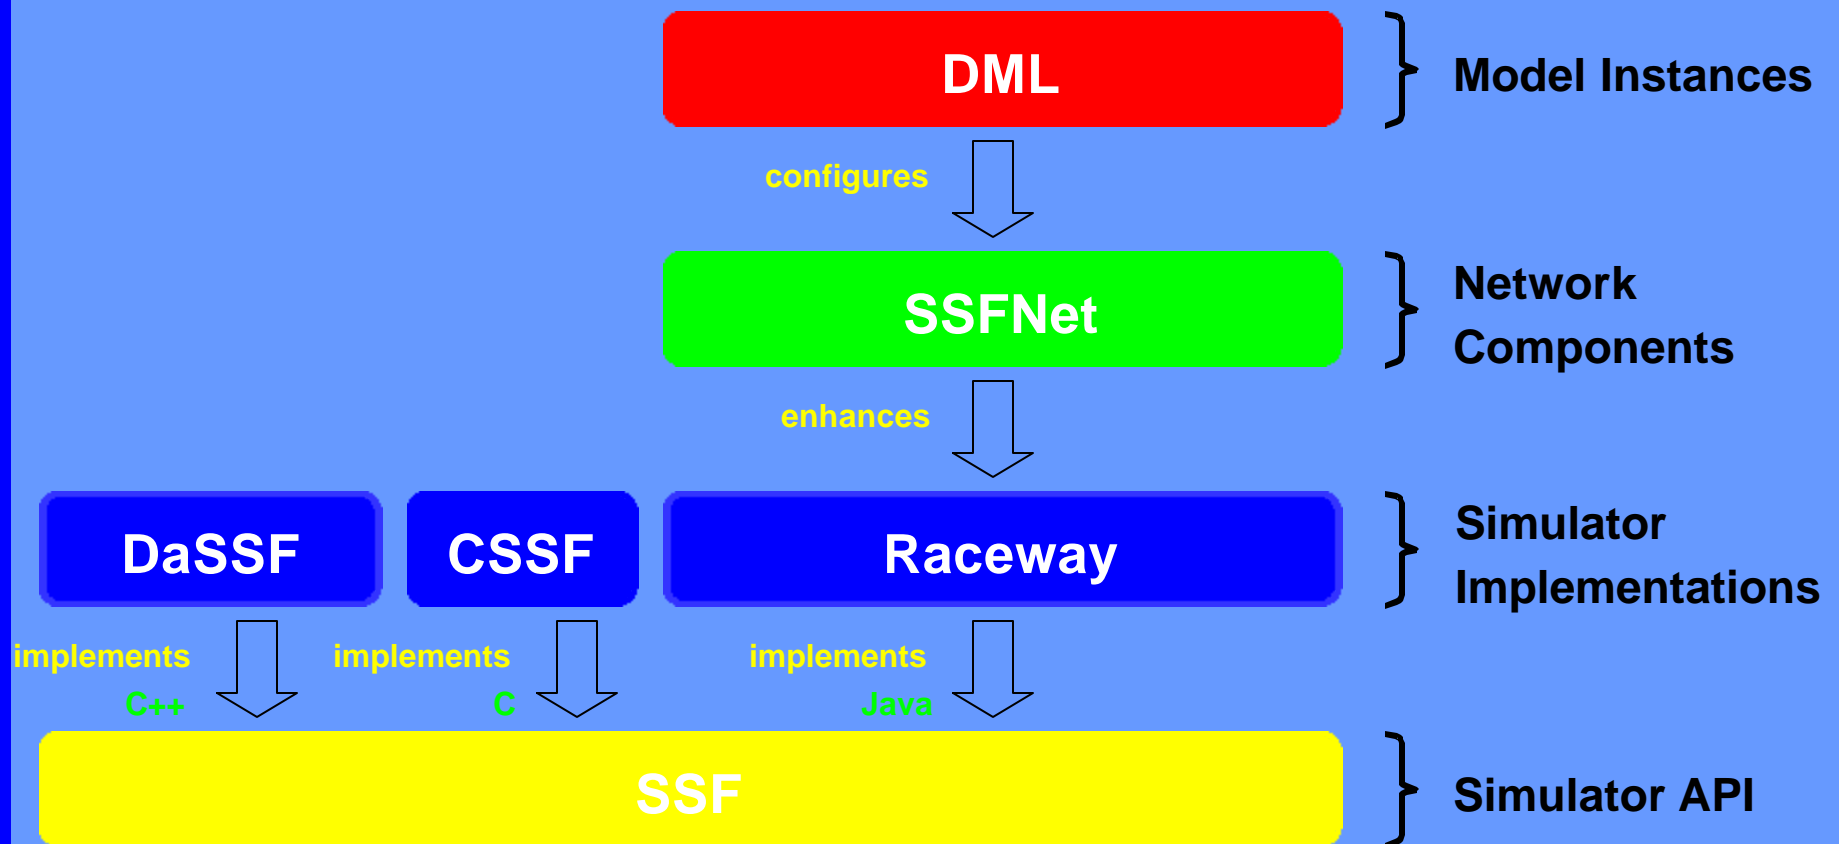 DML
Model Instances
configures
SSFNet
Network
Components
enhances
DaSSF
CSSF
Raceway
Simulator
Implementations
implements
C++
implements
C
implements
Java
SSF
Simulator API